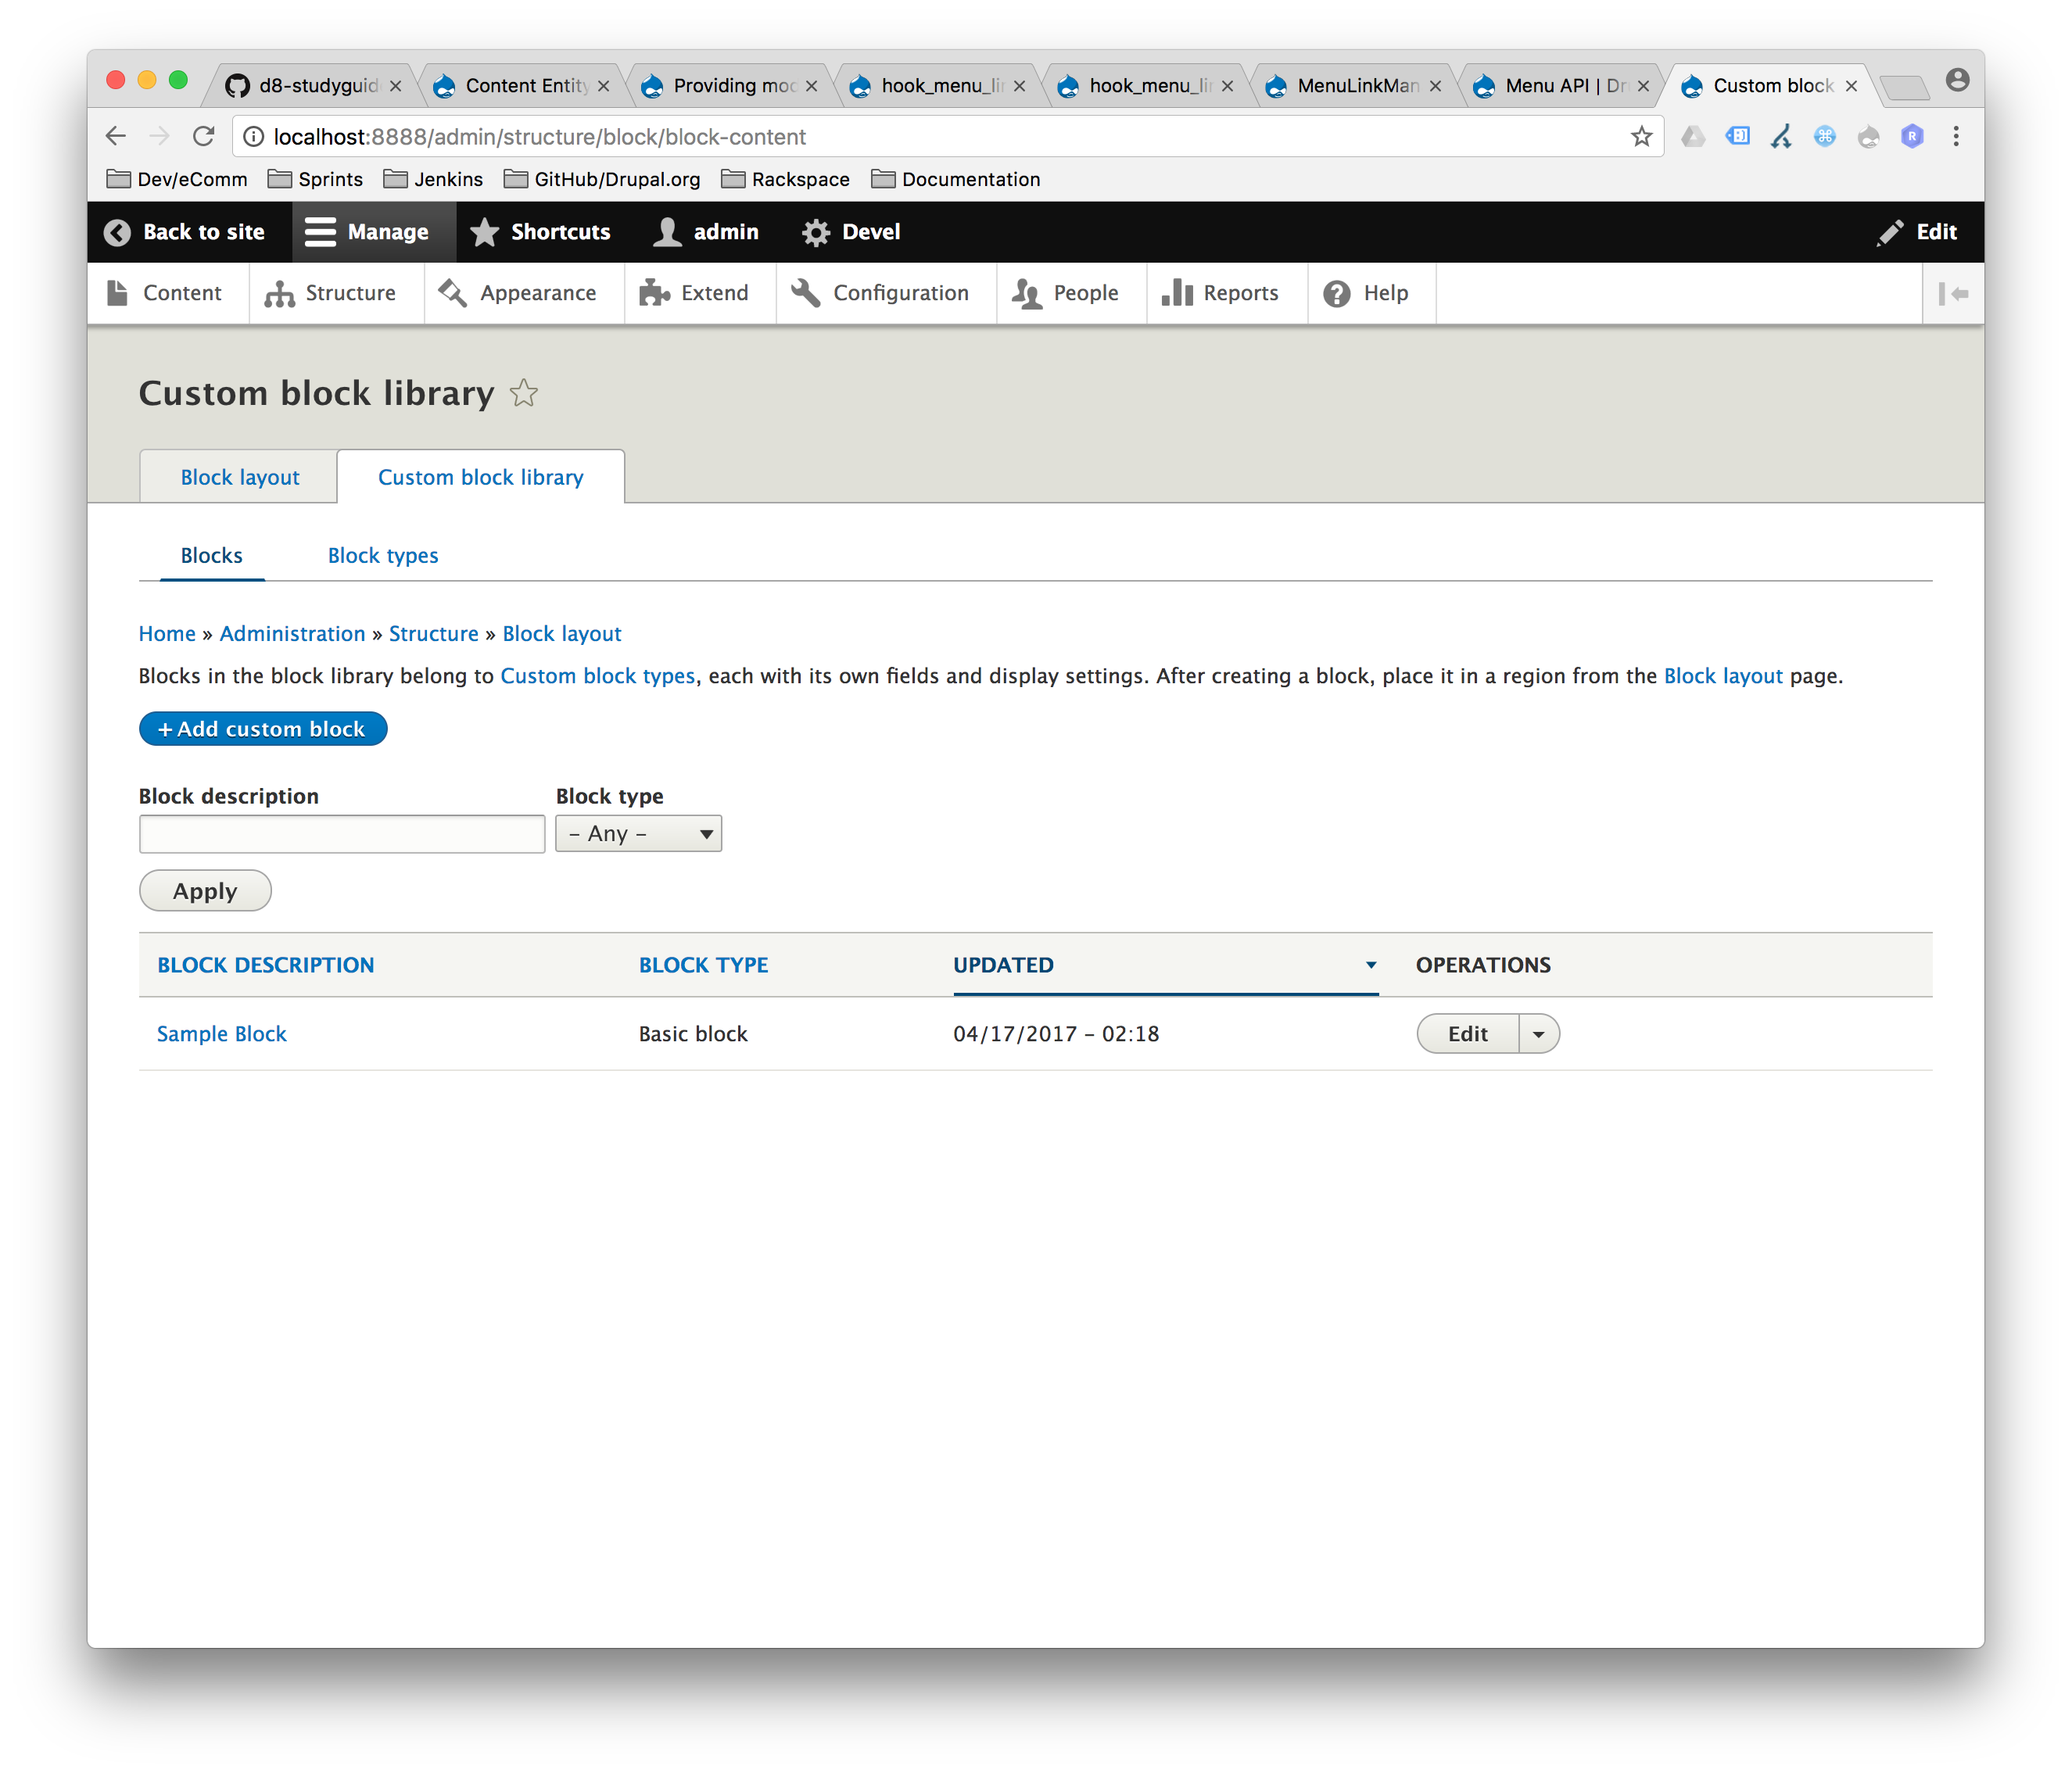 d8-studyguid Content Entity Providing mod hook_menu_lin hook_menu_lin MenuLinkMan Menu API | Dr Custom block
localhost:8888/admin/structure/block/block-content
Dev/eComm Sprints Jenkins GitHub/Drupal.org Rackspace Documentation
Back to site Manage Shortcuts admin Devel Edit
Content Structure Appearance Extend Configuration People Reports Help
Custom block library
Block layout Custom block library
Blocks Block types
Home » Administration » Structure » Block layout
Blocks in the block library belong to Custom block types, each with its own fields and display settings. After creating a block, place it in a region from the Block layout page.
+ Add custom block
Block description Block type
- Any -
Apply
BLOCK DESCRIPTION BLOCK TYPE UPDATED OPERATIONS
Sample Block Basic block 04/17/2017 - 02:18 Edit